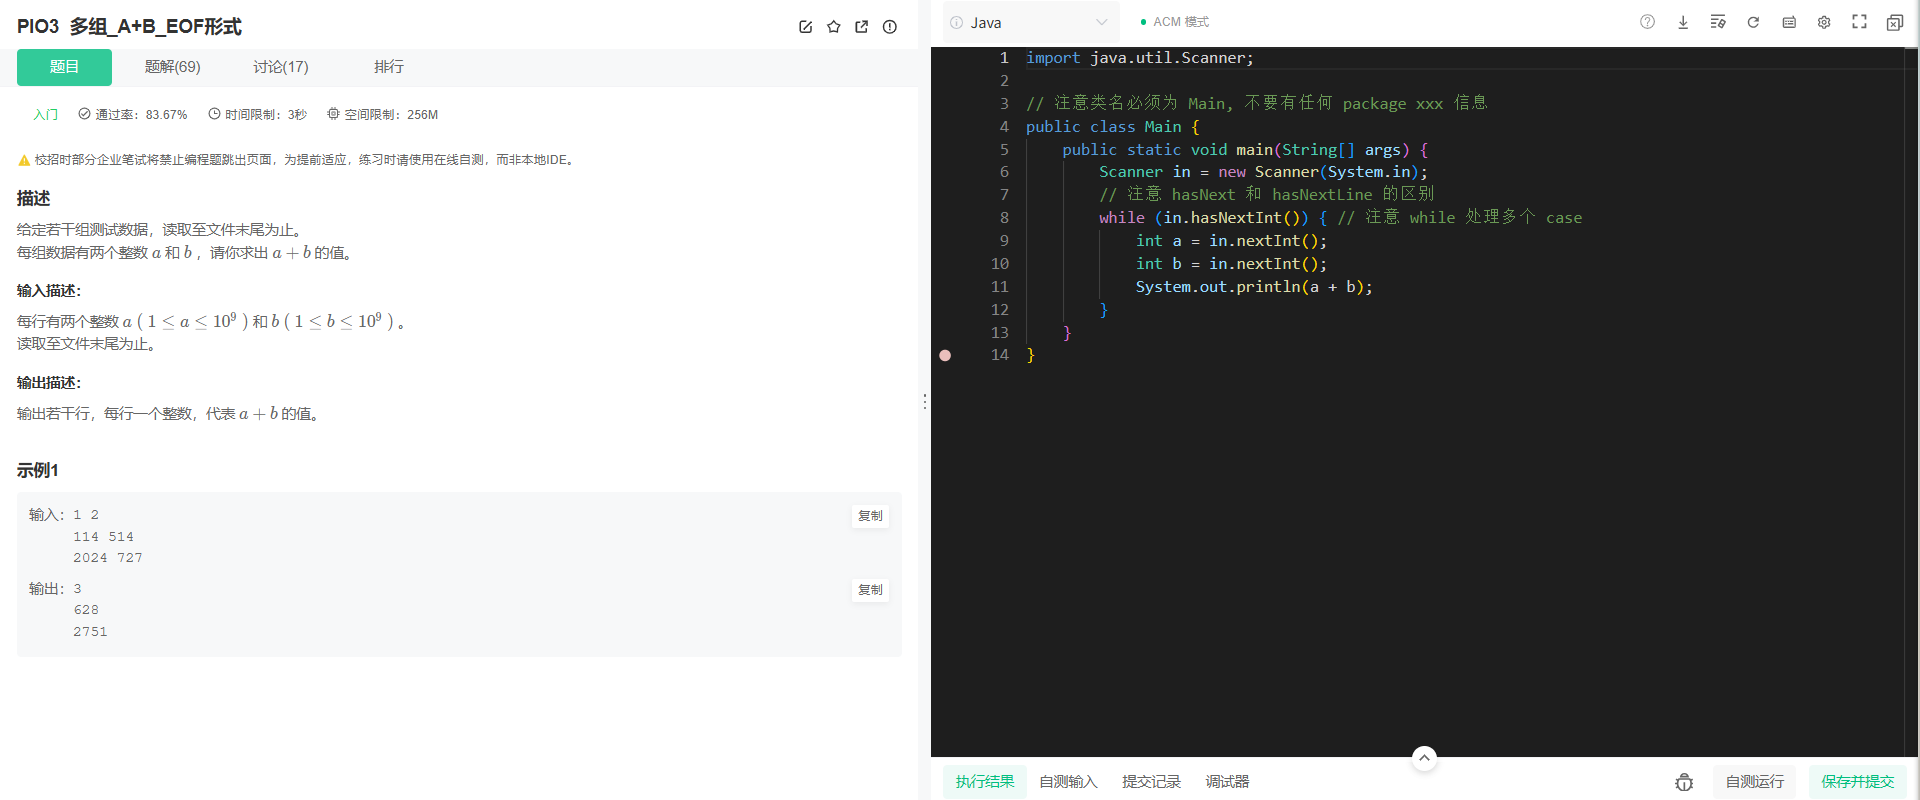 PIO3 多组_A+B_EOF形式
题目 题解(69) 讨论(17) 排行
入门 通过率：83.67% 时间限制：3秒 空间限制：256M
校招时部分企业笔试将禁止编程题跳出页面，为提前适应，练习时请使用在线自测，而非本地IDE。
描述
给定若干组测试数据，读取至文件末尾为止。
每组数据有两个整数 a 和 b ，请你求出 a + b 的值。
输入描述：
每行有两个整数 a ( 1 ≤ a ≤ 10⁹ ) 和 b ( 1 ≤ b ≤ 10⁹ ) 。
读取至文件末尾为止。
输出描述：
输出若干行，每行一个整数，代表 a + b 的值。
示例1
输入：1 2
114 514
2024 727
复制
输出：3
628
2751
复制
Java
ACM 模式
1 import java.util.Scanner;
2
3 // 注意类名必须为 Main, 不要有任何 package xxx 信息
4 public class Main {
5 public static void main(String[] args) {
6 Scanner in = new Scanner(System.in);
7 // 注意 hasNext 和 hasNextLine 的区别
8 while (in.hasNextInt()) { // 注意 while 处理多个 case
9 int a = in.nextInt();
10 int b = in.nextInt();
11 System.out.println(a + b);
12 }
13 }
14 }
执行结果 自测输入 提交记录 调试器 自测运行 保存并提交